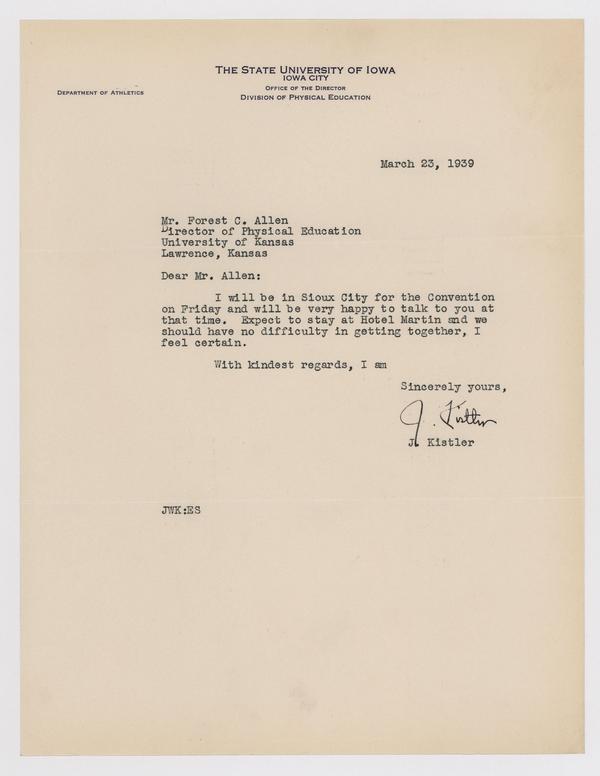 THE STATE UNIVERSITY OF IOWA
IOWA CITY
OFFICE OF THE DIRECTOR
DIVISION OF PHYSICAL EDUCATION
DEPARTMENT OF ATHLETICS
March 23, 1939
Mr. Forest C. Allen
Director of Physical Education
University of Kansas
Lawrence, Kansas
Dear Mr. Allen:
I will be in Sioux City for the Convention
on Friday and will be very happy to talk to you at
that time. Expect to stay at Hotel Martin and we
should have no difficulty in getting together, I
feel certain.
With kindest regards, I am
Sincerely yours,
J. Kistler
J. Kistler
JWK:ES